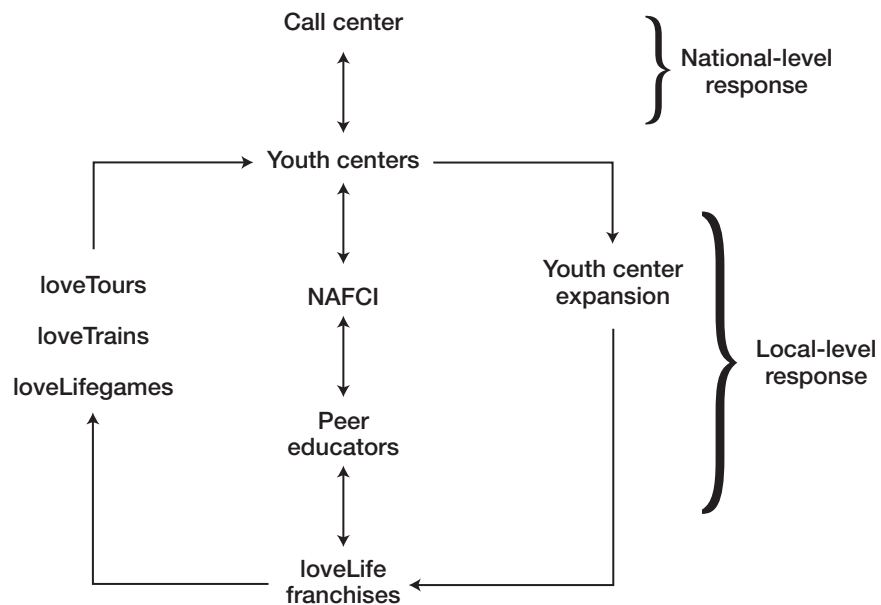 Call center
National-level
response
Youth centers
Youth center
expansion
loveTours
NAFCI
loveTrains
Local-level
response
loveLifegames
Peer
educators
loveLife
franchises